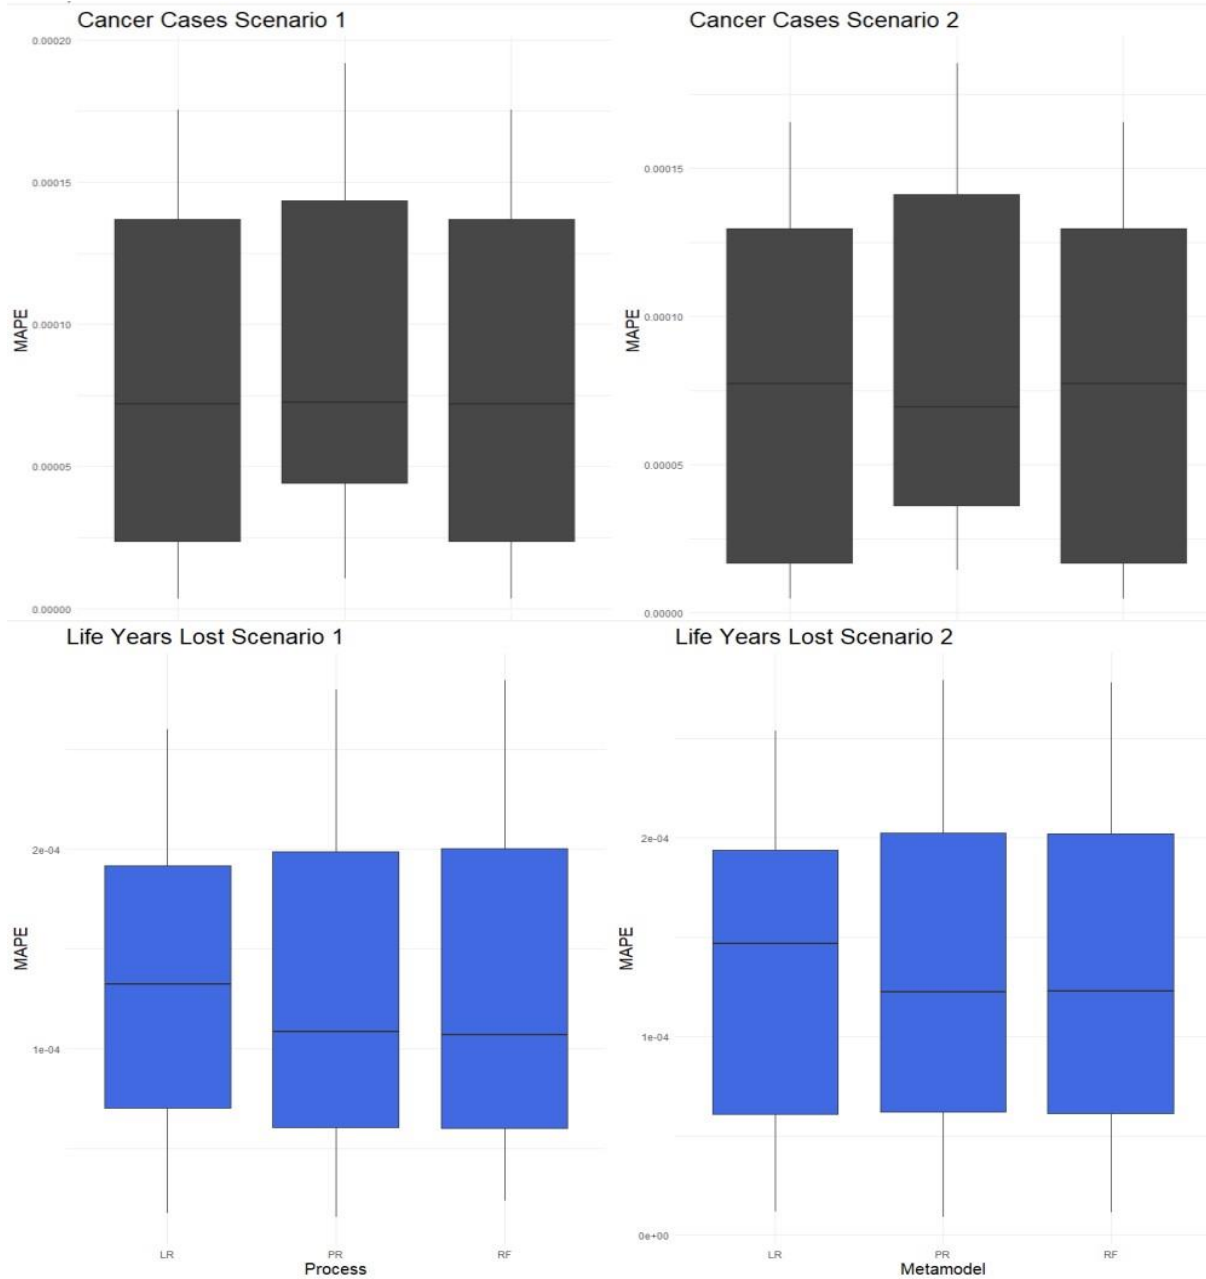 Cancer Cases Scenario 1
0.00020
0.00015
0.00010
0.00005
0.00000
MAPE
Cancer Cases Scenario 2
0.00015
0.00010
0.00005
0.00000
MAPE
Life Years Lost Scenario 1
2e-04
1e-04
MAPE
LR PR RF
Process
Life Years Lost Scenario 2
2e-04
1e-04
0e+00
MAPE
LR PR RF
Metamodel